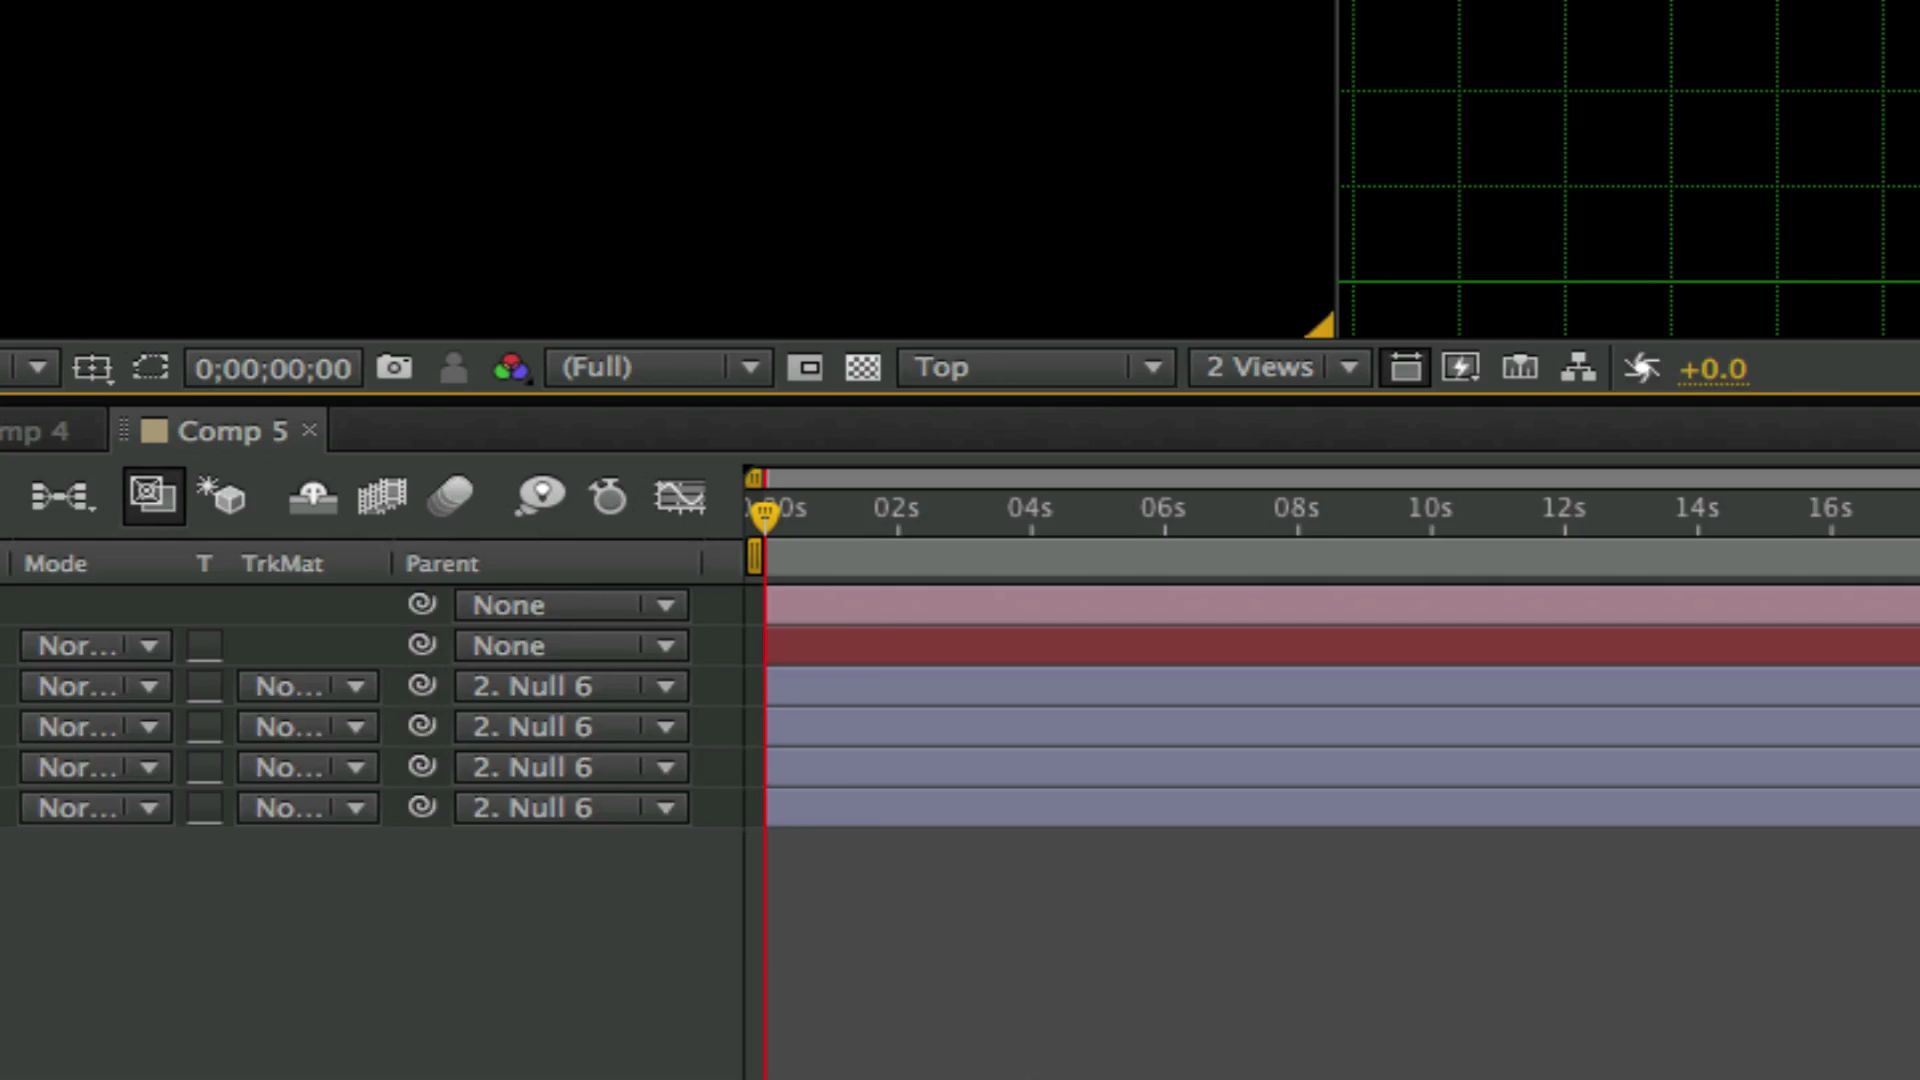 0;00;00;00 (Full) Top 2 Views +0.0
mp 4 Comp 5 ×
00s 02s 04s 06s 08s 10s 12s 14s 16s
Mode T TrkMat Parent
None
Nor... None
Nor... No... 2. Null 6
Nor... No... 2. Null 6
Nor... No... 2. Null 6
Nor... No... 2. Null 6